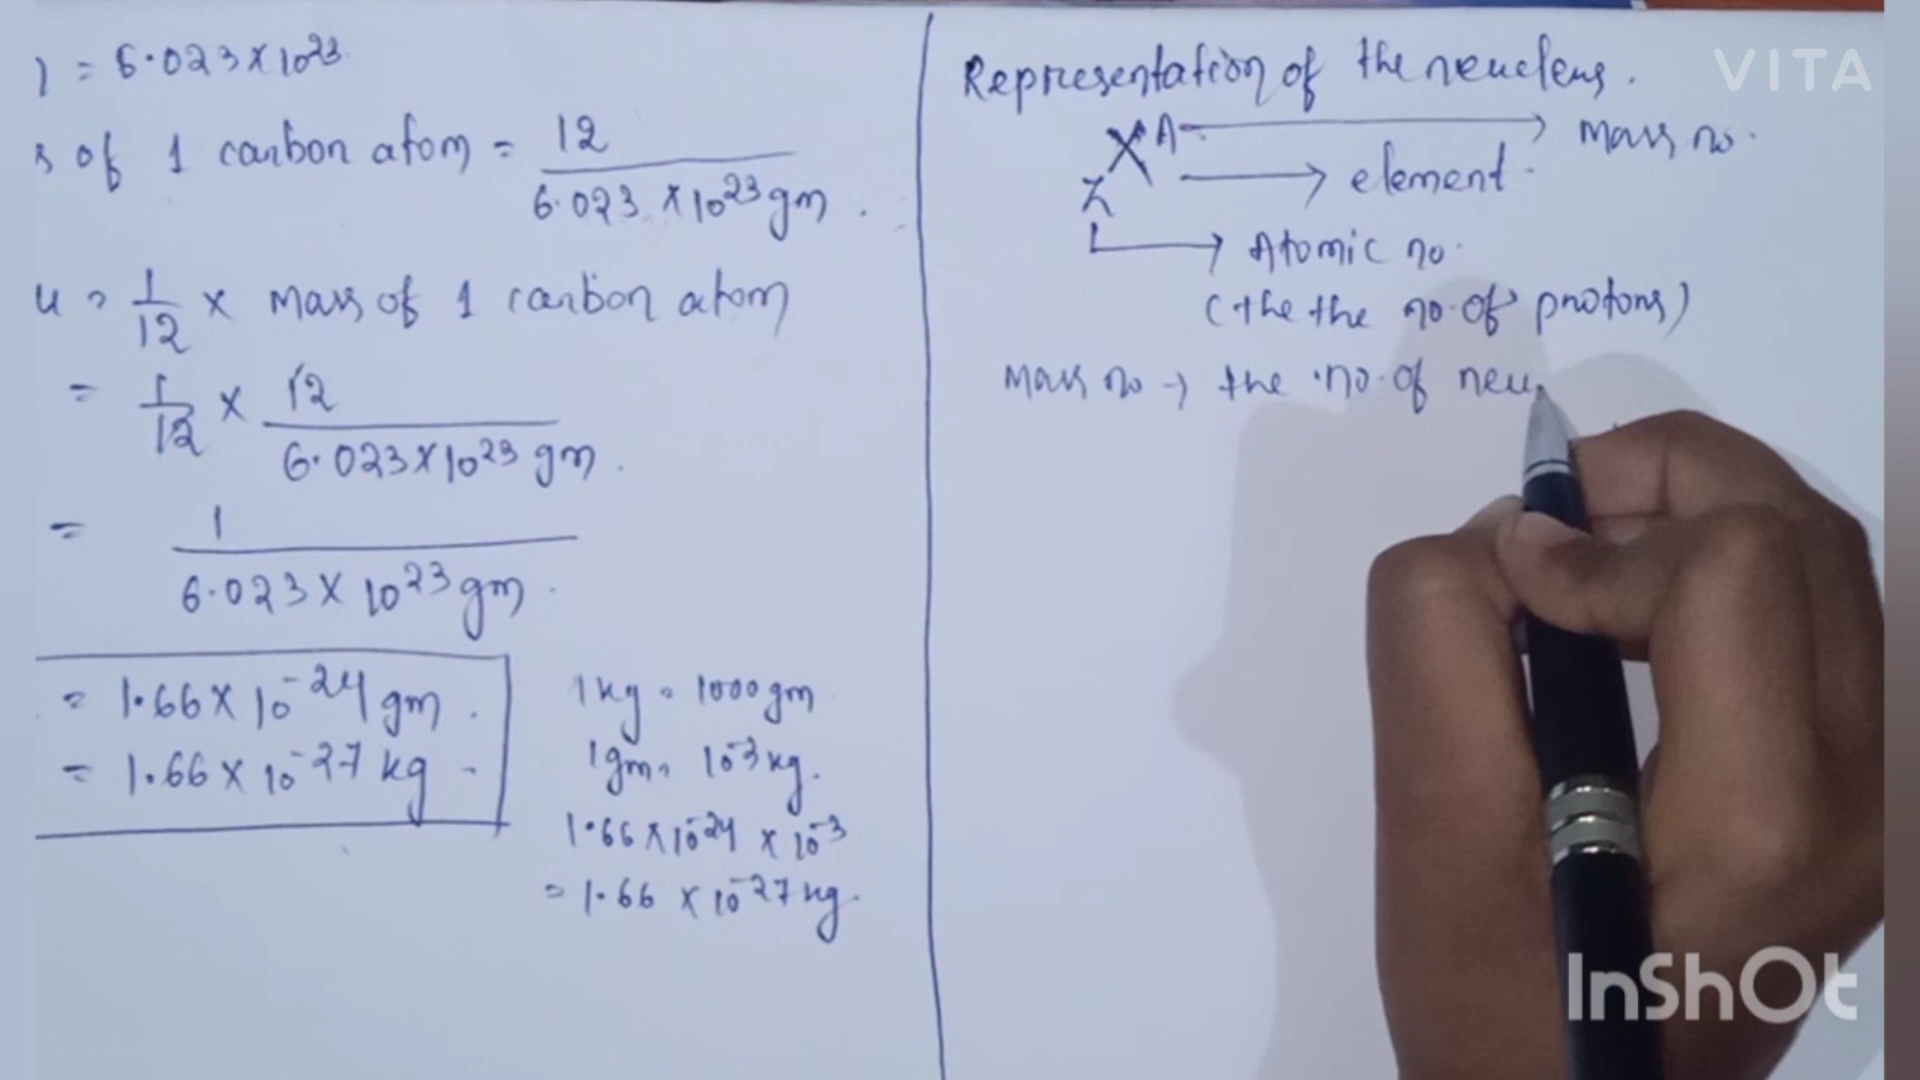 ) = 6.023 x 10^23
s of 1 carbon atom = 12 / 6.023 x 10^23 gm.
u = 1/12 x Mass of 1 carbon atom
= 1/12 x 12 / 6.023 x 10^23 gm.
= 1 / 6.023 x 10^23 gm.
= 1.66 x 10^-24 gm.
= 1.66 x 10^-27 kg
1 kg = 1000 gm
1 gm = 10^-3 kg.
1.66 x 10^-24 x 10^-3
= 1.66 x 10^-27 kg.
Representation of the neucleus.
X A → Mass no.
→ element.
Z
→ Atomic no.
(the the no. of protons)
Mass no → the no. of neu
VITA
InShOt